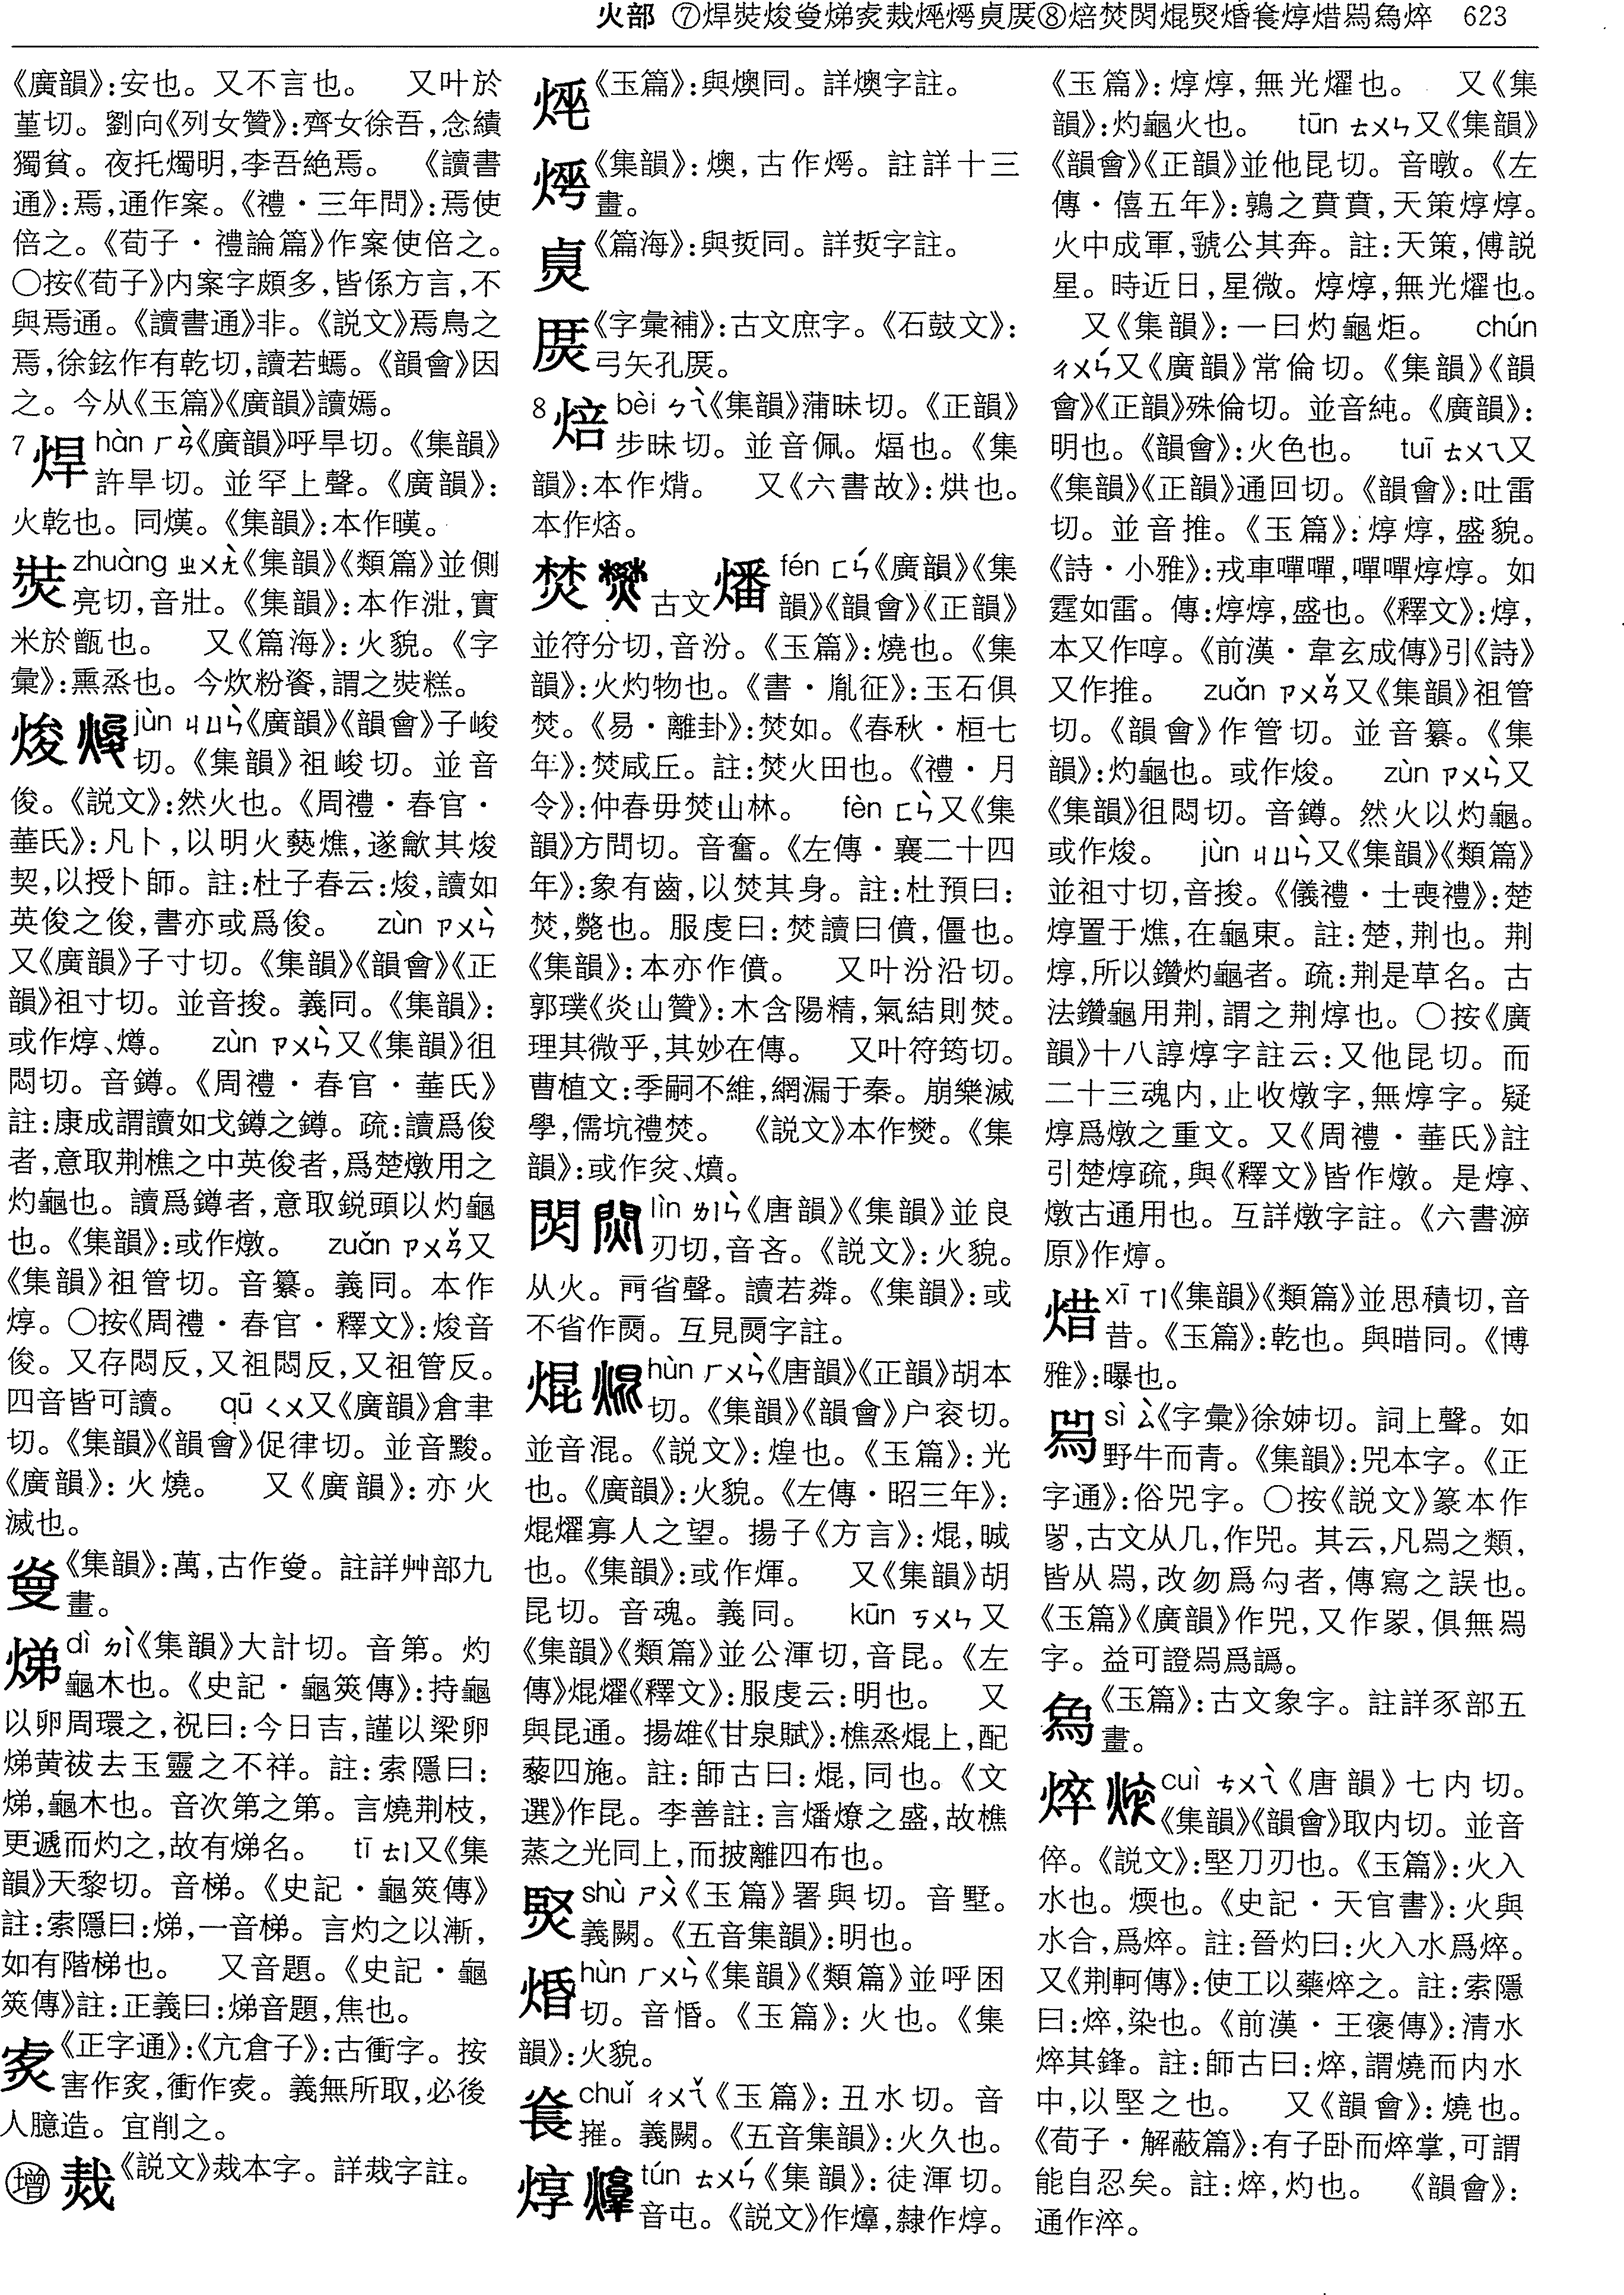 火部 ⑦焊焋焌㷉焍㶻烖⑧焙焚閔焜焣焝焞焟焬為焠 623
《廣韻》:安也。又不言也。 又叶於
堇切。劉向《列女贊》:齊女徐吾,念績
獨貧。夜托燭明,李吾絶焉。 《讀書
通》:焉,通作案。《禮·三年問》:焉使
倍之。《荀子·禮論篇》作案使倍之。
○按《荀子》内案字頗多,皆係方言,不
與焉通。《讀書通》非。《説文》焉鳥之
焉,徐鉉作有乾切,讀若蔫。《韻會》因
之。今从《玉篇》《廣韻》讀嫣。
7 焊 hàn ㄏㄢˋ《廣韻》呼旱切。《集韻》
許旱切。並罕上聲。《廣韻》:
火乾也。同熯。《集韻》:本作暵。
焋 zhuàng ㄓㄨㄤˋ《集韻》《類篇》並側
亮切,音壯。《集韻》:本作漴,實
米於甑也。 又《篇海》:火貌。《字
彙》:熏烝也。今炊粉餈,謂之焋糕。
焌 jùn ㄐㄩㄣˋ《廣韻》《韻會》子峻
切。《集韻》祖峻切。並音
俊。《説文》:然火也。《周禮·春官·
華氏》:凡卜,以明火爇燋,遂龡其焌
契,以授卜師。註:杜子春云:焌,讀如
英俊之俊,書亦或爲俊。 zùn ㄗㄨㄣˋ
又《廣韻》子寸切。《集韻》《韻會》《正
韻》祖寸切。並音捘。義同。《集韻》:
或作焞、燇。 zùn ㄗㄨㄣˋ又《集韻》徂
悶切。音鐏。《周禮·春官·華氏》
註:康成謂讀如戈鐏之鐏。疏:讀爲俊
者,意取荆樵之中英俊者,爲楚燉用之
灼龜也。讀爲鐏者,意取鋭頭以灼龜
也。《集韻》:或作燉。 zuǎn ㄗㄨㄢˇ又
《集韻》祖管切。音纂。義同。本作
焞。○按《周禮·春官·釋文》:焌音
俊。又存悶反,又祖悶反,又祖管反。
四音皆可讀。 qū ㄑㄨ又《廣韻》倉聿
切。《集韻》《韻會》促律切。並音黢。
《廣韻》:火燒。 又《廣韻》:亦火
滅也。
《集韻》:萬,古作㷉。註詳艸部九
畫。
焍 dì ㄉㄧˋ《集韻》大計切。音第。灼
龜木也。《史記·龜筴傳》:持龜
以卵周環之,祝曰:今日吉,謹以梁卵
焍黄祓去玉靈之不祥。註:索隱曰:
焍,龜木也。音次第之第。言燒荆枝,
更遞而灼之,故有焍名。 tī ㄊㄧ又《集
韻》天黎切。音梯。《史記·龜筴傳》
註:索隱曰:焍,一音梯。言灼之以漸,
如有階梯也。 又音題。《史記·龜
筴傳》註:正義曰:焍音題,焦也。
《正字通》:《亢倉子》:古衝字。按
害作㶤,衝作㶻。義無所取,必後
人臆造。宜削之。
增 《説文》烖本字。詳烖字註。
《玉篇》:與燠同。詳燠字註。
《集韻》:燠,古作㷃。註詳十三
畫。
《篇海》:與烎同。詳烎字註。
《字彙補》:古文庶字。《石鼓文》:
弓矢孔㶴。
8 焙 bèi ㄅㄟˋ《集韻》蒲昧切。《正韻》
步昧切。並音佩。煏也。《集
韻》:本作㷶。 又《六書故》:烘也。
本作㷛。
焚 古文燔 fén ㄈㄣˊ《廣韻》《集
韻》《韻會》《正韻》
並符分切,音汾。《玉篇》:燒也。《集
韻》:火灼物也。《書·胤征》:玉石俱
焚。《易·離卦》:焚如。《春秋·桓七
年》:焚咸丘。註:焚火田也。《禮·月
令》:仲春毋焚山林。 fèn ㄈㄣˋ又《集
韻》方問切。音奮。《左傳·襄二十四
年》:象有齒,以焚其身。註:杜預曰:
焚,斃也。服虔曰:焚讀曰僨,僵也。
《集韻》:本亦作僨。 又叶汾沿切。
郭璞《炎山贊》:木含陽精,氣結則焚。
理其微乎,其妙在傳。 又叶符筠切。
曹植文:季嗣不維,網漏于秦。崩樂滅
學,儒坑禮焚。 《説文》本作燓。《集
韻》:或作炃、燌。
焛 lìn ㄌㄧㄣˋ《唐韻》《集韻》並良
刃切,音吝。《説文》:火貌。
从火。㒳省聲。讀若粦。《集韻》:或
不省作㷠。互見㷠字註。
焜 hùn ㄏㄨㄣˋ《唐韻》《正韻》胡本
切。《集韻》《韻會》户衮切。
並音混。《説文》:煌也。《玉篇》:光
也。《廣韻》:火貌。《左傳·昭三年》:
焜燿寡人之望。揚子《方言》:焜,晠
也。《集韻》:或作煇。 又《集韻》胡
昆切。音魂。義同。 kūn ㄎㄨㄣ又
《集韻》《類篇》並公渾切,音昆。《左
傳》焜燿《釋文》:服虔云:明也。 又
與昆通。揚雄《甘泉賦》:樵烝焜上,配
藜四施。註:師古曰:焜,同也。《文
選》作昆。李善註:言燔燎之盛,故樵
蒸之光同上,而披離四布也。
焣 shù ㄕㄨˋ《玉篇》署與切。音墅。
義闕。《五音集韻》:明也。
焝 hùn ㄏㄨㄣˋ《集韻》《類篇》並呼困
切。音惛。《玉篇》:火也。《集
韻》:火貌。
chuǐ ㄔㄨㄟˇ《玉篇》:丑水切。音
㩁。義闕。《五音集韻》:火久也。
焞 tún ㄊㄨㄣˊ《集韻》:徒渾切。
音屯。《説文》作𤎩,隸作焞。
《玉篇》:焞焞,無光燿也。 又《集
韻》:灼龜火也。 tūn ㄊㄨㄣ又《集韻》
《韻會》《正韻》並他昆切。音暾。《左
傳·僖五年》:鶉之賁賁,天策焞焞。
火中成軍,虢公其奔。註:天策,傅説
星。時近日,星微。焞焞,無光燿也。
又《集韻》:一曰灼龜炬。 chún
ㄔㄨㄣˊ又《廣韻》常倫切。《集韻》《韻
會》《正韻》殊倫切。並音純。《廣韻》:
明也。《韻會》:火色也。 tuī ㄊㄨㄟ又
《集韻》《正韻》通回切。《韻會》:吐雷
切。並音推。《玉篇》:焞焞,盛貌。
《詩·小雅》:戎車嘽嘽,嘽嘽焞焞。如
霆如雷。傳:焞焞,盛也。《釋文》:焞,
本又作啍。《前漢·韋玄成傳》引《詩》
又作推。 zuǎn ㄗㄨㄢˇ又《集韻》祖管
切。《韻會》作管切。並音纂。《集
韻》:灼龜也。或作焌。 zùn ㄗㄨㄣˋ又
《集韻》徂悶切。音鐏。然火以灼龜。
或作焌。 jùn ㄐㄩㄣˋ又《集韻》《類篇》
並祖寸切,音捘。《儀禮·士喪禮》:楚
焞置于燋,在龜東。註:楚,荆也。荆
焞,所以鑽灼龜者。疏:荆是草名。古
法鑽龜用荆,謂之荆焞也。○按《廣
韻》十八諄焞字註云:又他昆切。而
二十三魂内,止收燉字,無焞字。疑
焞爲燉之重文。又《周禮·華氏》註
引楚焞疏,與《釋文》皆作燉。是焞、
燉古通用也。互詳燉字註。《六書㴑
原》作焞。
焟 xī ㄒㄧ《集韻》《類篇》並思積切,音
昔。《玉篇》:乾也。與㫺同。《博
雅》:曝也。
焬 sì ㄙˋ《字彙》徐姊切。詞上聲。如
野牛而青。《集韻》:兕本字。《正
字通》:俗兕字。○按《説文》篆本作
𤉡,古文从几,作兕。其云,凡𤉡之類,
皆从𤉡,改勿爲勾者,傳寫之誤也。
《玉篇》《廣韻》作兕,又作𧰽,俱無𤉡
字。益可證𤉡爲譌。
《玉篇》:古文象字。註詳豕部五
畫。
焠 cuì ㄘㄨㄟˋ《唐韻》七内切。
《集韻》《韻會》取内切。並音
倅。《説文》:堅刀刃也。《玉篇》:火入
水也。煗也。《史記·天官書》:火與
水合,爲焠。註:晉灼曰:火入水爲焠。
又《荆軻傳》:使工以藥焠之。註:索隱
曰:焠,染也。《前漢·王褒傳》:清水
焠其鋒。註:師古曰:焠,謂燒而内水
中,以堅之也。 又《韻會》:燒也。
《荀子·解蔽篇》:有子卧而焠掌,可謂
能自忍矣。註:焠,灼也。 《韻會》:
通作淬。